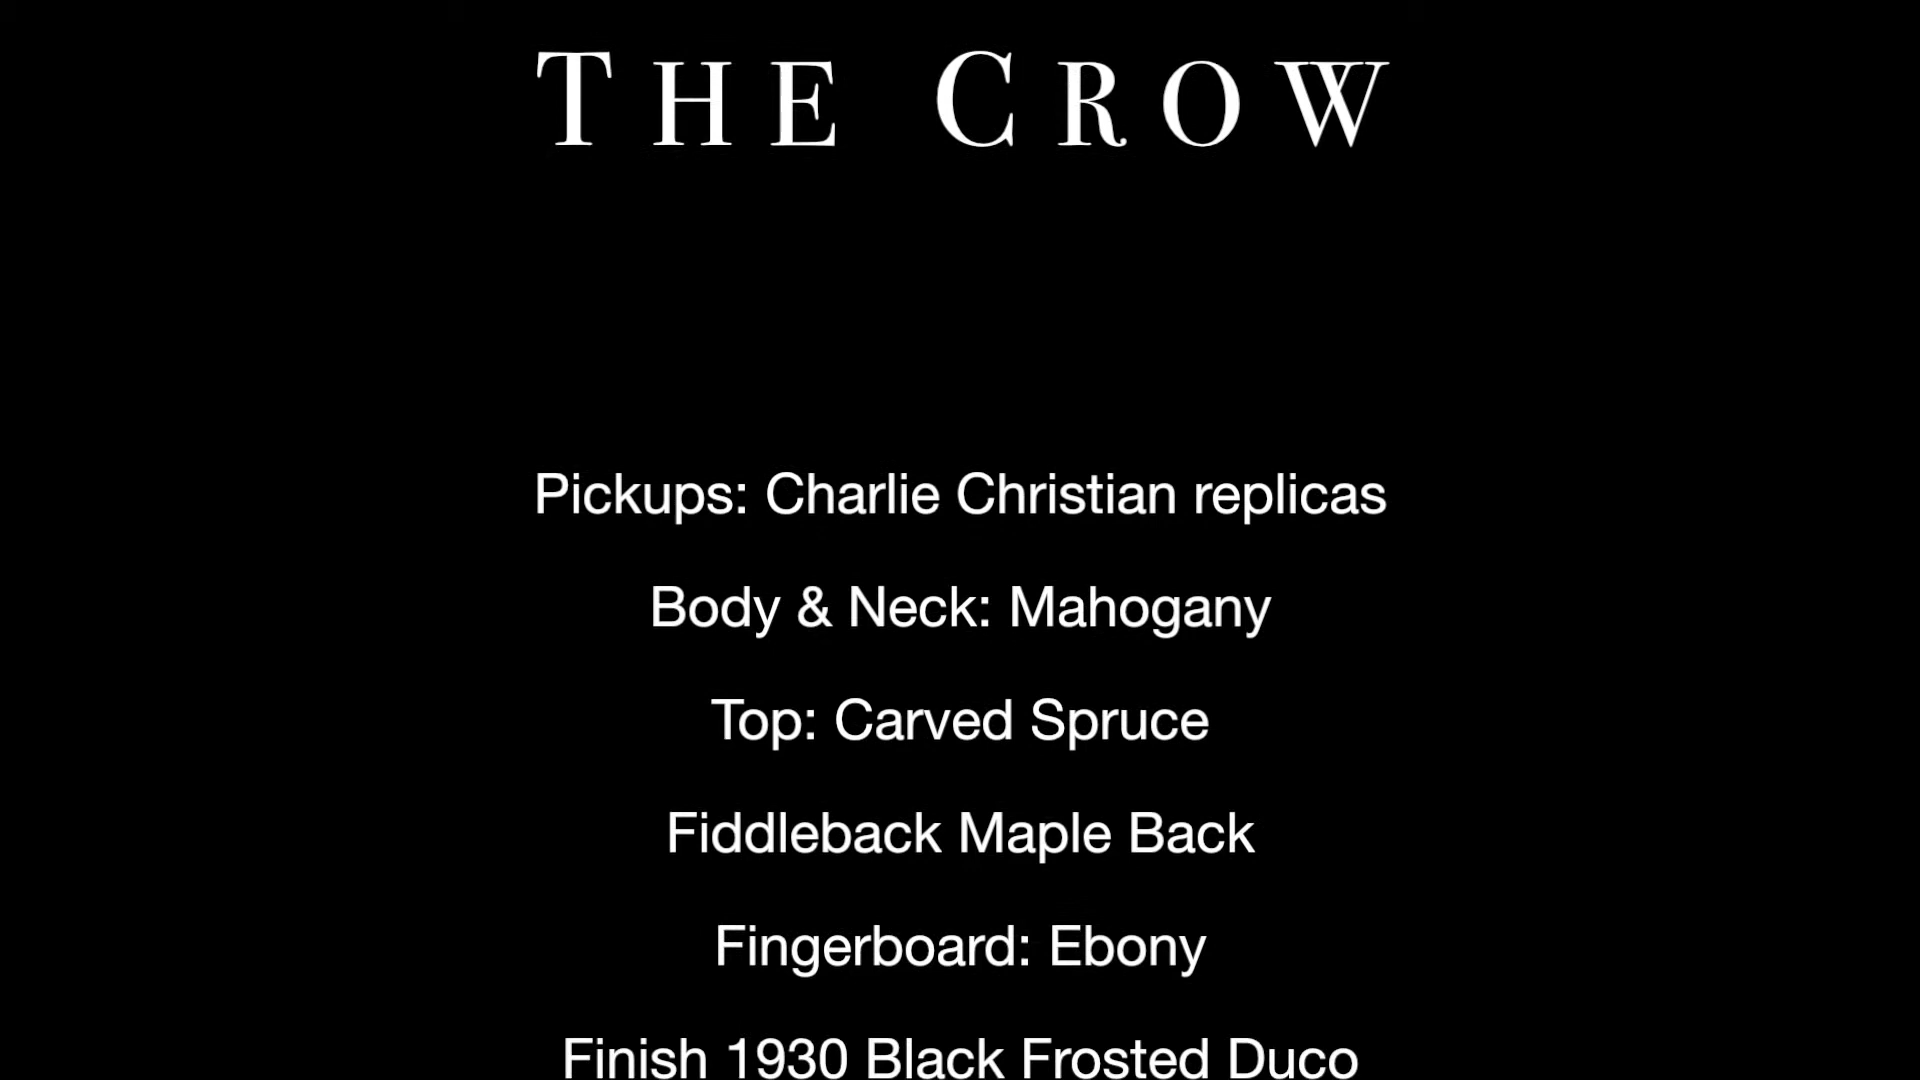 THE CROW
Pickups: Charlie Christian replicas
Body & Neck: Mahogany
Top: Carved Spruce
Fiddleback Maple Back
Fingerboard: Ebony
Finish 1930 Black Frosted Duco